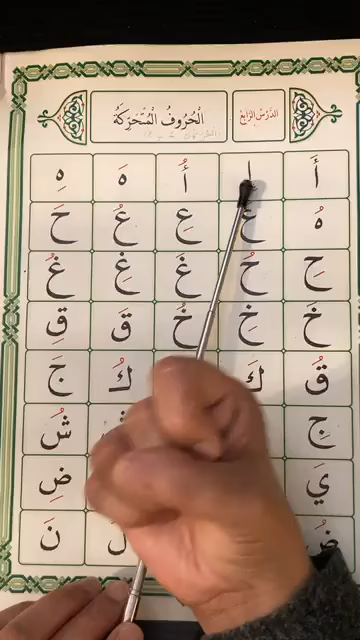 الدَّرْسُ الرَّابِعُ
الْحُرُوفُ الْمُتَحَرِّكَةُ
أَ أُ هَ هِ
هُ عَ عِ عُ حَ
حِ حُ غَ غِ غُ
خَ خِ خُ قَ قِ
قُ كَ كُ جَ
جِ شُ
يَ ضِ
ضُ نَ